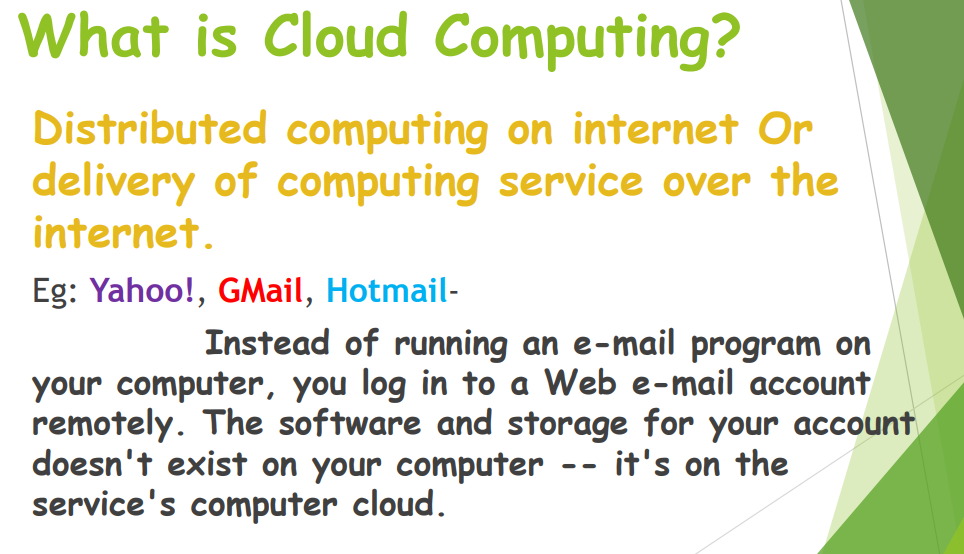 What is Cloud Computing?
Distributed computing on internet Or
delivery of computing service over the
internet.
Eg: Yahoo!, GMail, Hotmail-
Instead of running an e-mail program on
your computer, you log in to a Web e-mail account
remotely. The software and storage for your account
doesn't exist on your computer -- it's on the
service's computer cloud.